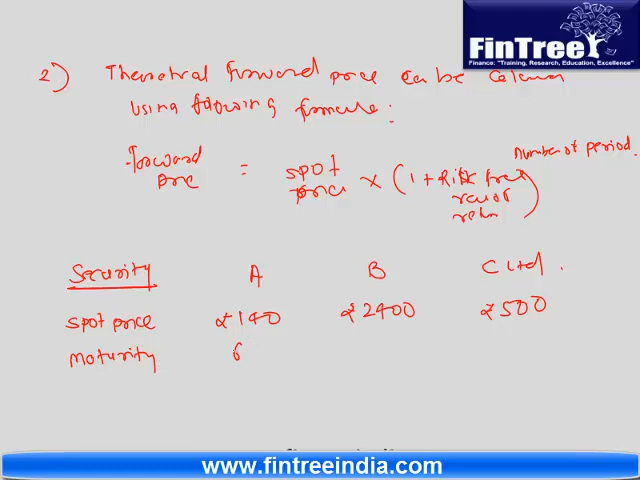 FinTree
Finance: "Training, Research, Education, Excellence"
2) Theoretical forward price can be
using following formula:
Forward price = spot price × (1 + Risk free rate of return) Number of period.
Security A B C Ltd.
spot price ₹140 ₹2400 ₹500
Maturity 6
www.fintreeindia.com